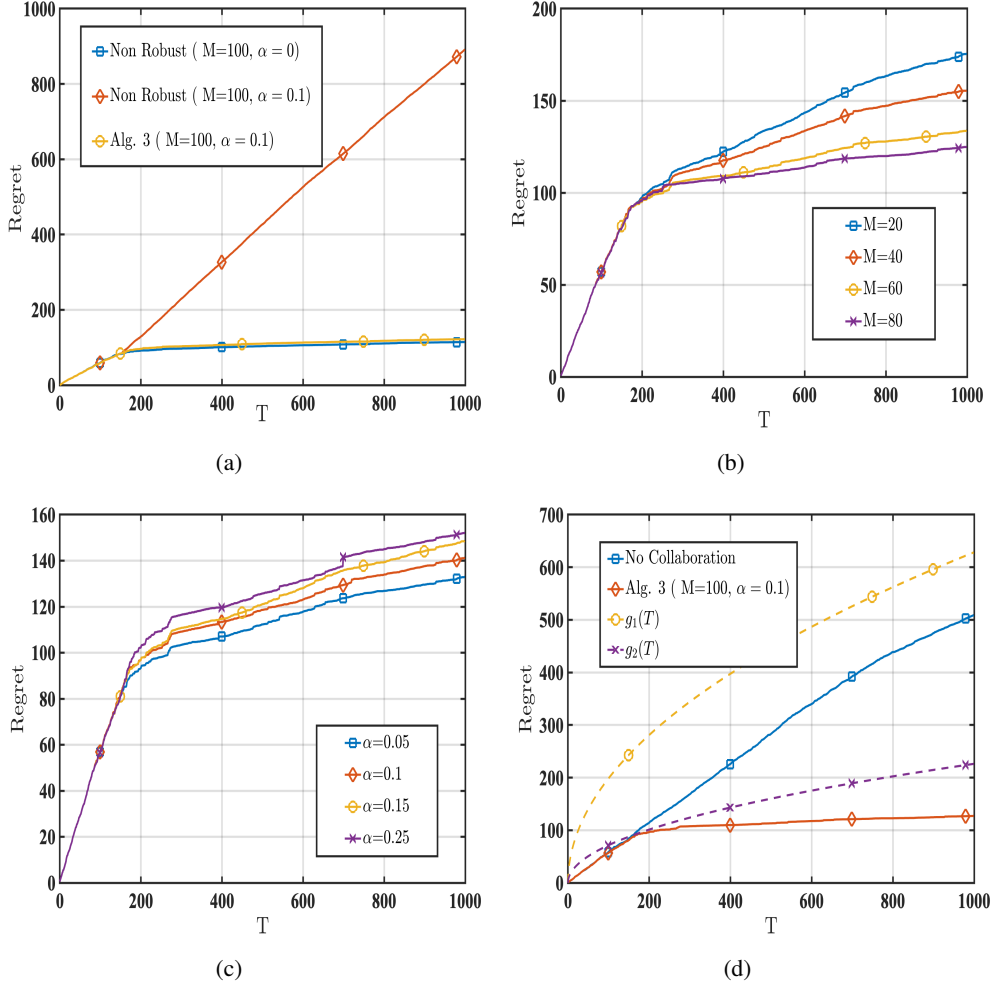 1000
800
600
400
200
0
Regret
Non Robust ( M=100, α = 0)
Non Robust ( M=100, α = 0.1)
Alg. 3 ( M=100, α = 0.1)
0 200 400 600 800 1000
T
(a)
200
150
100
50
0
Regret
M=20
M=40
M=60
M=80
0 200 400 600 800 1000
T
(b)
160
140
120
100
80
60
40
20
0
Regret
α=0.05
α=0.1
α=0.15
α=0.25
0 200 400 600 800 1000
T
(c)
700
600
500
400
300
200
100
0
Regret
No Collaboration
Alg. 3 ( M=100, α = 0.1)
g₁(T)
g₂(T)
0 200 400 600 800 1000
T
(d)